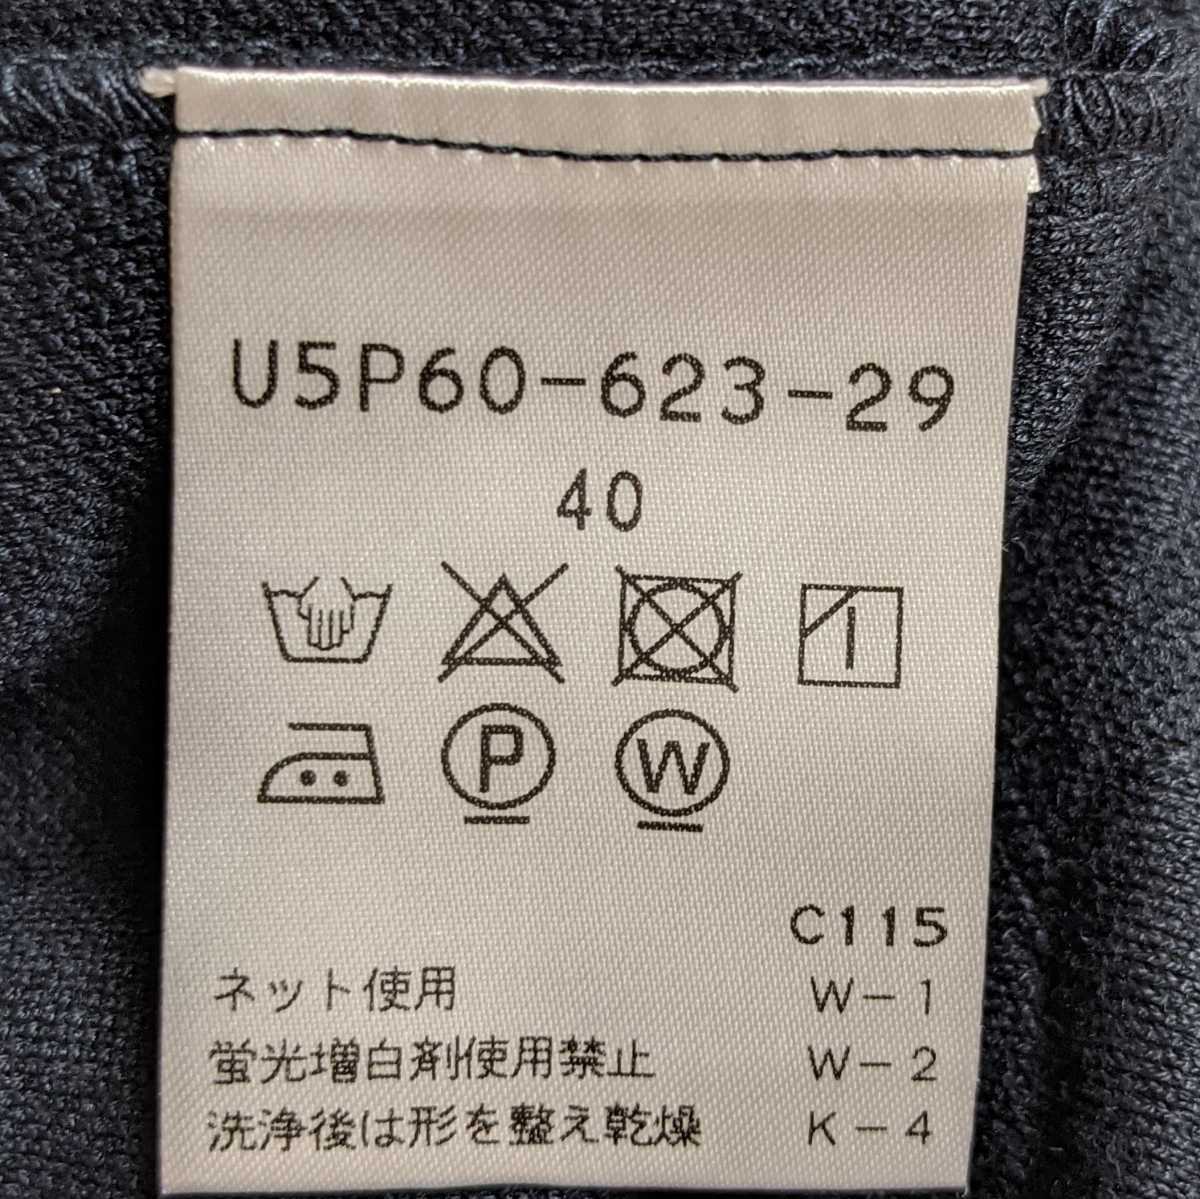 U5P60-623-29
40
P W
C115
ネット使用 W-1
蛍光増白剤使用禁止 W-2
洗浄後は形を整え乾燥 K-4